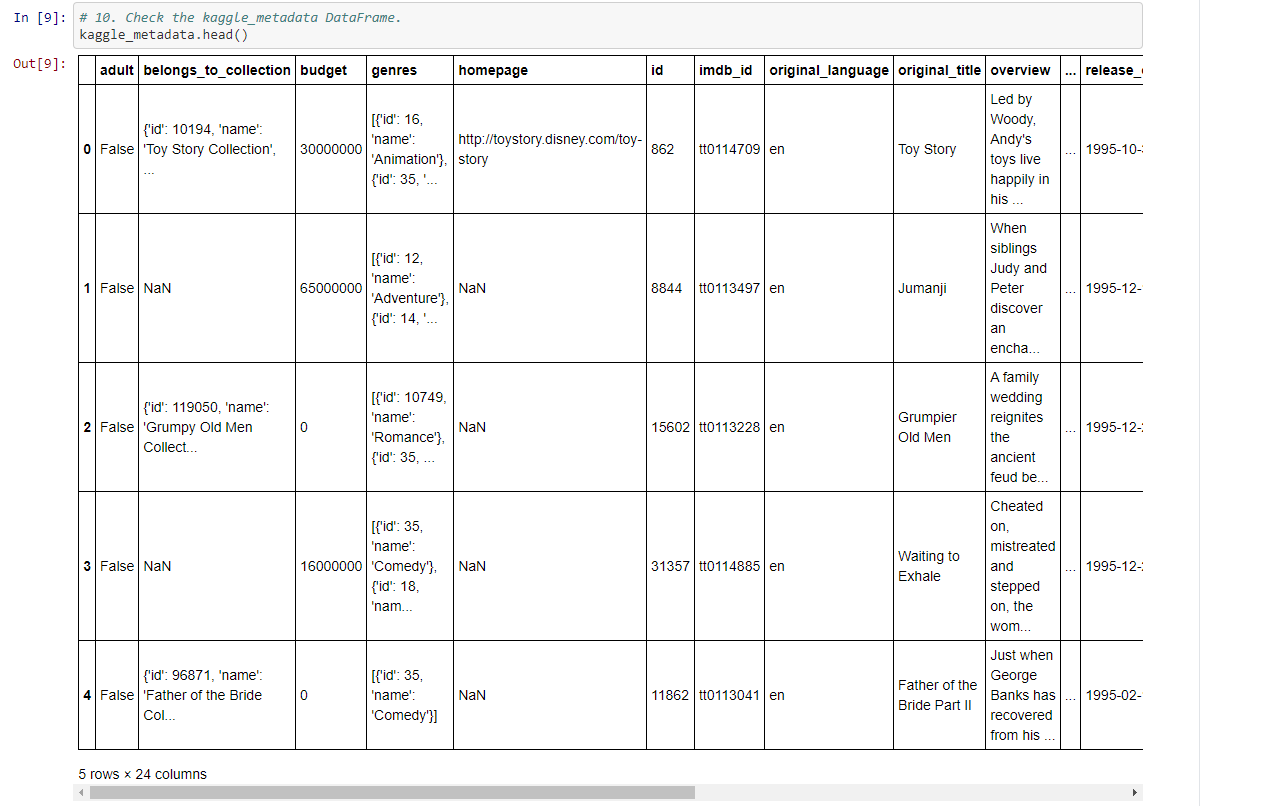 In [9]:
# 10. Check the kaggle_metadata DataFrame.
kaggle_metadata.head()
Out[9]:
adult belongs_to_collection budget genres homepage id imdb_id original_language original_title overview ... release_
0 False {'id': 10194, 'name': 'Toy Story Collection', ... 30000000 [{'id': 16, 'name': 'Animation'}, {'id': 35, '... http://toystory.disney.com/toy-story 862 tt0114709 en Toy Story Led by Woody, Andy's toys live happily in his ... ... 1995-10-
1 False NaN 65000000 [{'id': 12, 'name': 'Adventure'}, {'id': 14, '... NaN 8844 tt0113497 en Jumanji When siblings Judy and Peter discover an encha... ... 1995-12-
2 False {'id': 119050, 'name': 'Grumpy Old Men Collect... 0 [{'id': 10749, 'name': 'Romance'}, {'id': 35, ... NaN 15602 tt0113228 en Grumpier Old Men A family wedding reignites the ancient feud be... ... 1995-12-
3 False NaN 16000000 [{'id': 35, 'name': 'Comedy'}, {'id': 18, 'nam... NaN 31357 tt0114885 en Waiting to Exhale Cheated on, mistreated and stepped on, the wom... ... 1995-12-
4 False {'id': 96871, 'name': 'Father of the Bride Col... 0 [{'id': 35, 'name': 'Comedy'}] NaN 11862 tt0113041 en Father of the Bride Part II Just when George Banks has recovered from his ... ... 1995-02-
5 rows × 24 columns